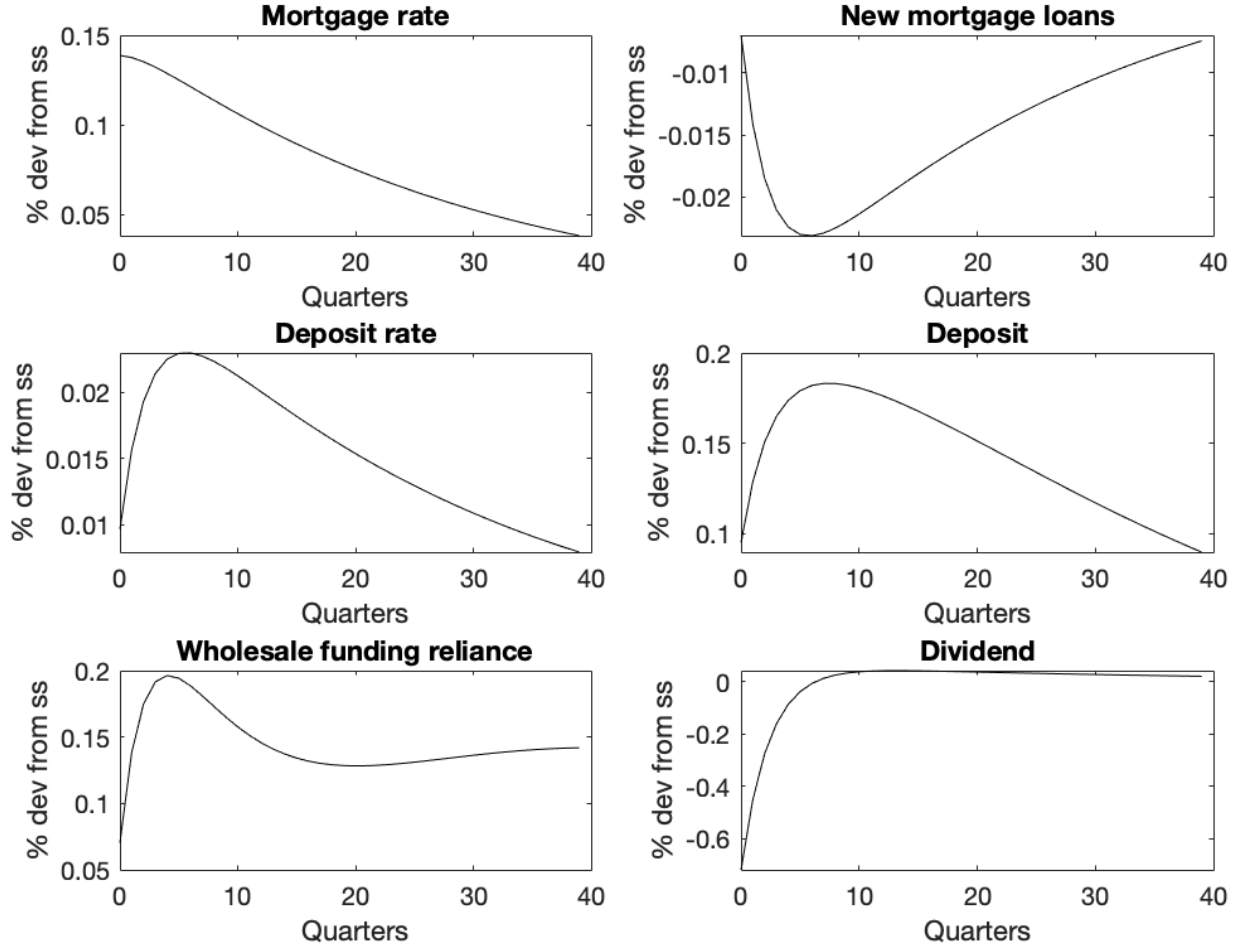 Mortgage rate
% dev from ss
0.15
0.1
0.05
0 10 20 30 40
Quarters
New mortgage loans
% dev from ss
-0.01
-0.015
-0.02
0 10 20 30 40
Quarters
Deposit rate
% dev from ss
0.02
0.015
0.01
0 10 20 30 40
Quarters
Deposit
% dev from ss
0.2
0.15
0.1
0 10 20 30 40
Quarters
Wholesale funding reliance
% dev from ss
0.2
0.15
0.1
0.05
0 10 20 30 40
Quarters
Dividend
% dev from ss
0
-0.2
-0.4
-0.6
0 10 20 30 40
Quarters